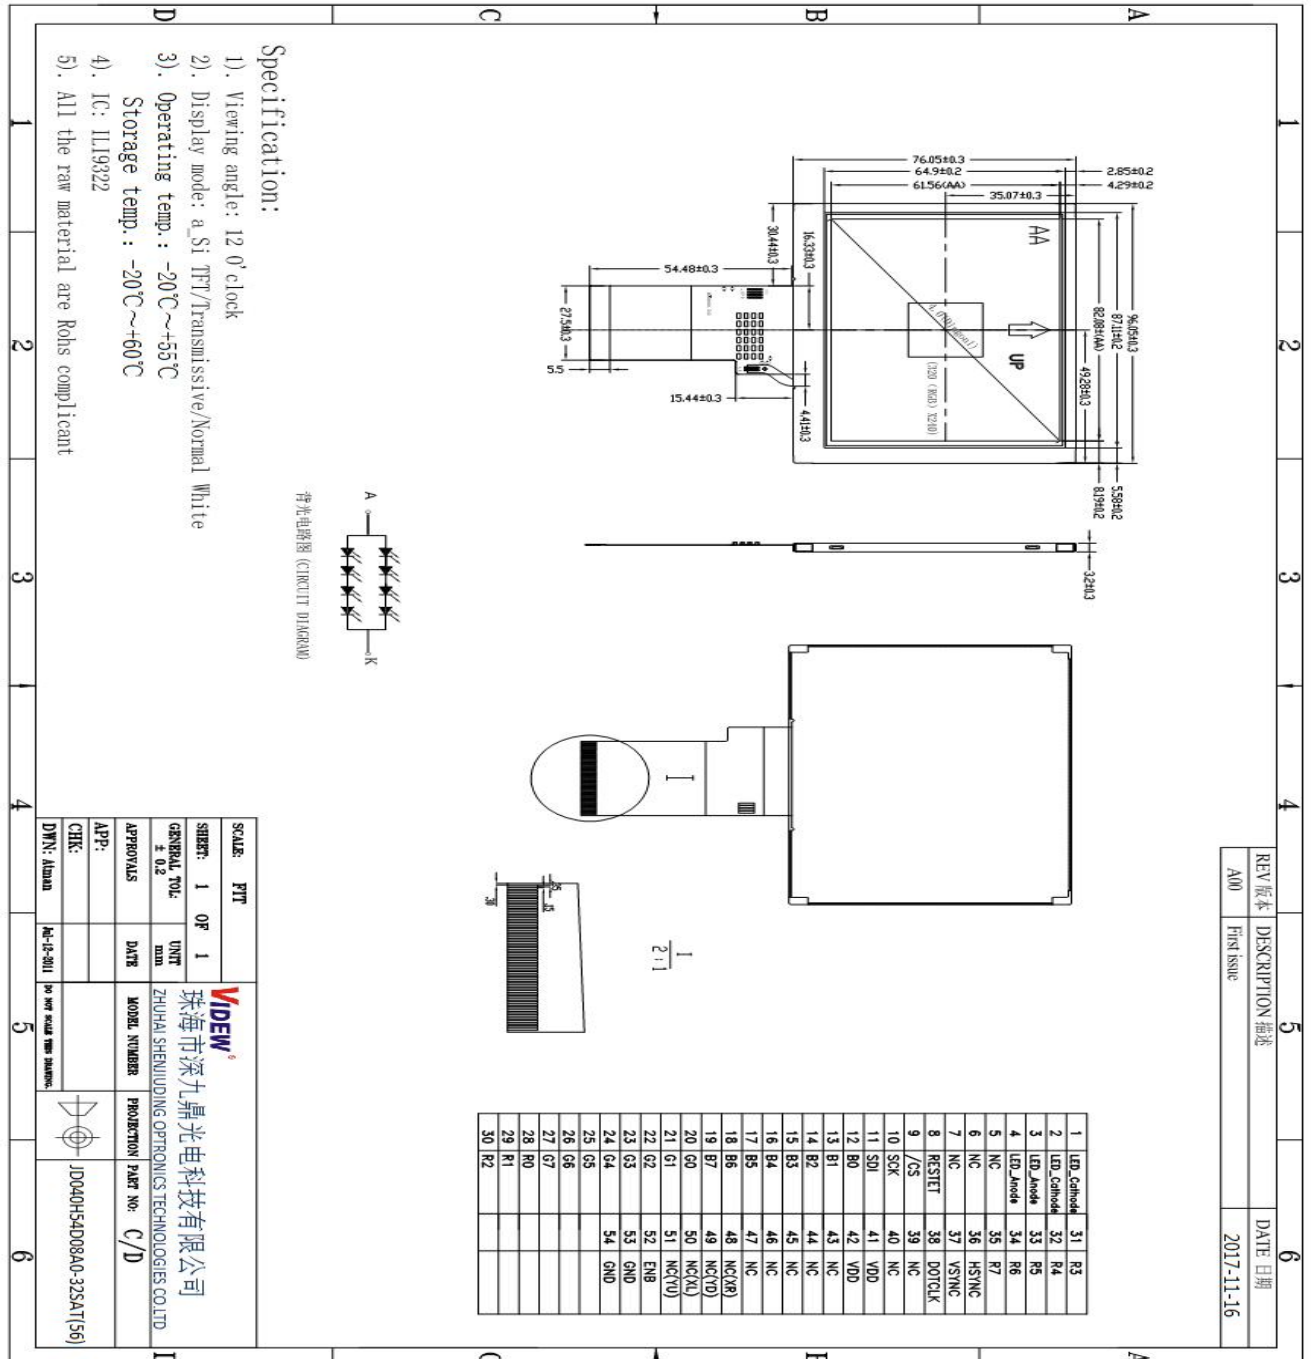 A
B
C
D
1
2
3
4
5
6
REV 版本 DESCRIPTION 描述 DATE 日期
A00 First issue 2017-11-16
96.05±0.3
87.11±0.2
82.08±(AA)
49.28±0.3
5.58±0.2
8.19±0.2
2.85±0.2
4.29±0.2
76.05±0.3
64.9±0.2
61.56(AA)
35.07±0.3
AA
UP
(320 (RGB) X240)
16.33±0.3
30.44±0.3
54.48±0.3
27.5±0.3
5.5
15.44±0.3
4.41±0.3
3.2±0.3
I
I
2:1
1 LED_Cathode 31 R3
2 LED_Cathode 32 R4
3 LED_Anode 33 R5
4 LED_Anode 34 R6
5 NC 35 R7
6 NC 36 HSYNC
7 NC 37 VSYNC
8 RESTET 38 DOTCLK
9 /CS 39 NC
10 SCK 40 NC
11 SDI 41 VDD
12 B0 42 VDD
13 B1 43 NC
14 B2 44 NC
15 B3 45 NC
16 B4 46 NC
17 B5 47 NC
18 B6 48 NC(XR)
19 B7 49 NC(YD)
20 G0 50 NC(XL)
21 G1 51 NC(YU)
22 G2 52 ENB
23 G3 53 GND
24 G4 54 GND
25 G5
26 G6
27 G7
28 R0
29 R1
30 R2
A
K
背光电路图 (CIRCUIT DIAGRAM)
Specification:
1). Viewing angle: 12 O'clock
2). Display mode: a_Si TFT/Transmissive/Normal White
3). Operating temp.: -20℃~+55℃
Storage temp.: -20℃~+60℃
4). IC: ILI9322
5). All the raw material are Rohs complicant
SCALE: FIT
SHEET: 1 OF 1
GENERAL TOL: ± 0.2
UNIT mm
APPROVALS DATE
APP:
CHK:
DWN: Atman Jul-12-2011
VIDEW®
珠海市深九鼎光电科技有限公司
ZHUHAI SHENJIUDING OPTRONICS TECHNOLOGIES CO.LTD
MODEL NUMBER PROJECTION PART NO: C/D
JD040H54D08A0-32SAT(56)
DO NOT SCALE THIS DRAWING.
1
2
3
4
5
6
A
B
C
D